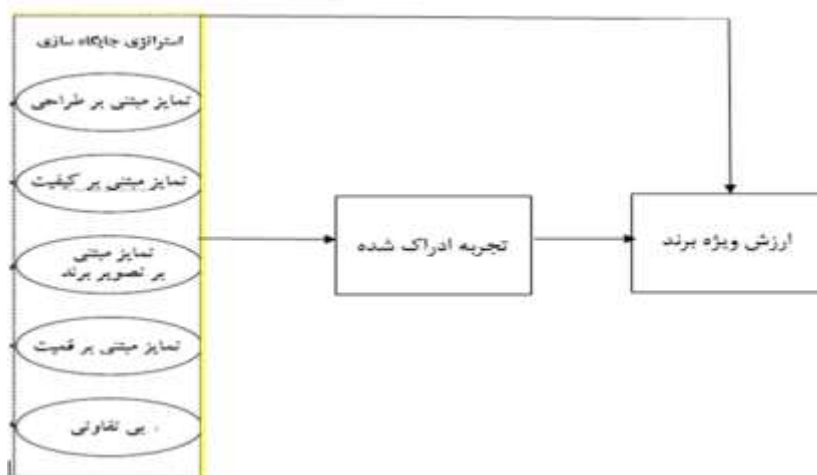 استراتژی جایگاه سازی
تمایز مبتنی بر طراحی
تمایز مبتنی بر کیفیت
تمایز مبتنی
بر تصویر برند
تمایز مبتنی بر قمیت
. بی تفاوتی
تجربه ادراک شده
ارزش ویژه برند